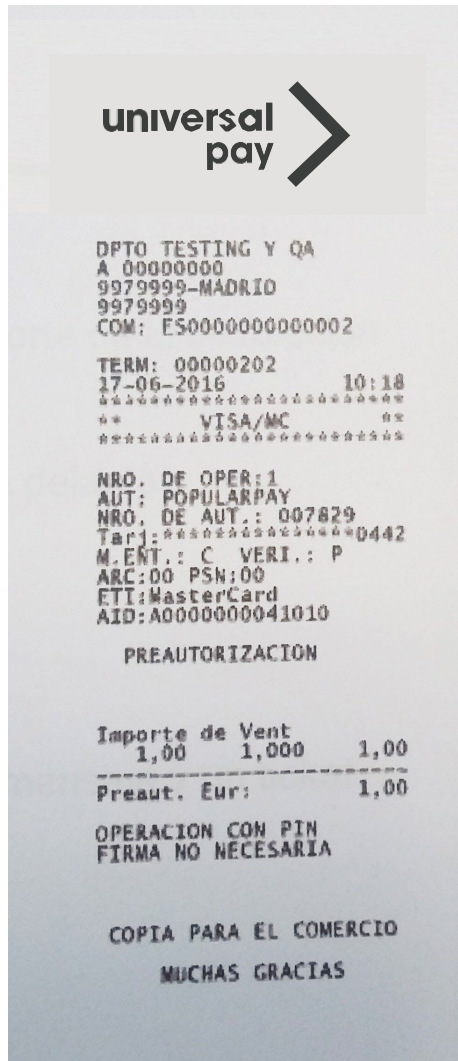 universal
pay
DPTO TESTING Y QA
A 00000000
9979999-MADRID
9979999
COM: ES0000000000002
TERM: 00000202
17-06-2016 10:18
************************
** VISA/MC **
************************
NRO. DE OPER:1
AUT: POPULARPAY
NRO. DE AUT.: 007829
Tarj:***************0442
M.ENT.: C VERI.: P
ARC:00 PSN:00
ETI:MasterCard
AID:A0000000041010
PREAUTORIZACION
Importe de Vent
1,00 1,000 1,00
------------------------
Preaut. Eur: 1,00
OPERACION CON PIN
FIRMA NO NECESARIA
COPIA PARA EL COMERCIO
MUCHAS GRACIAS